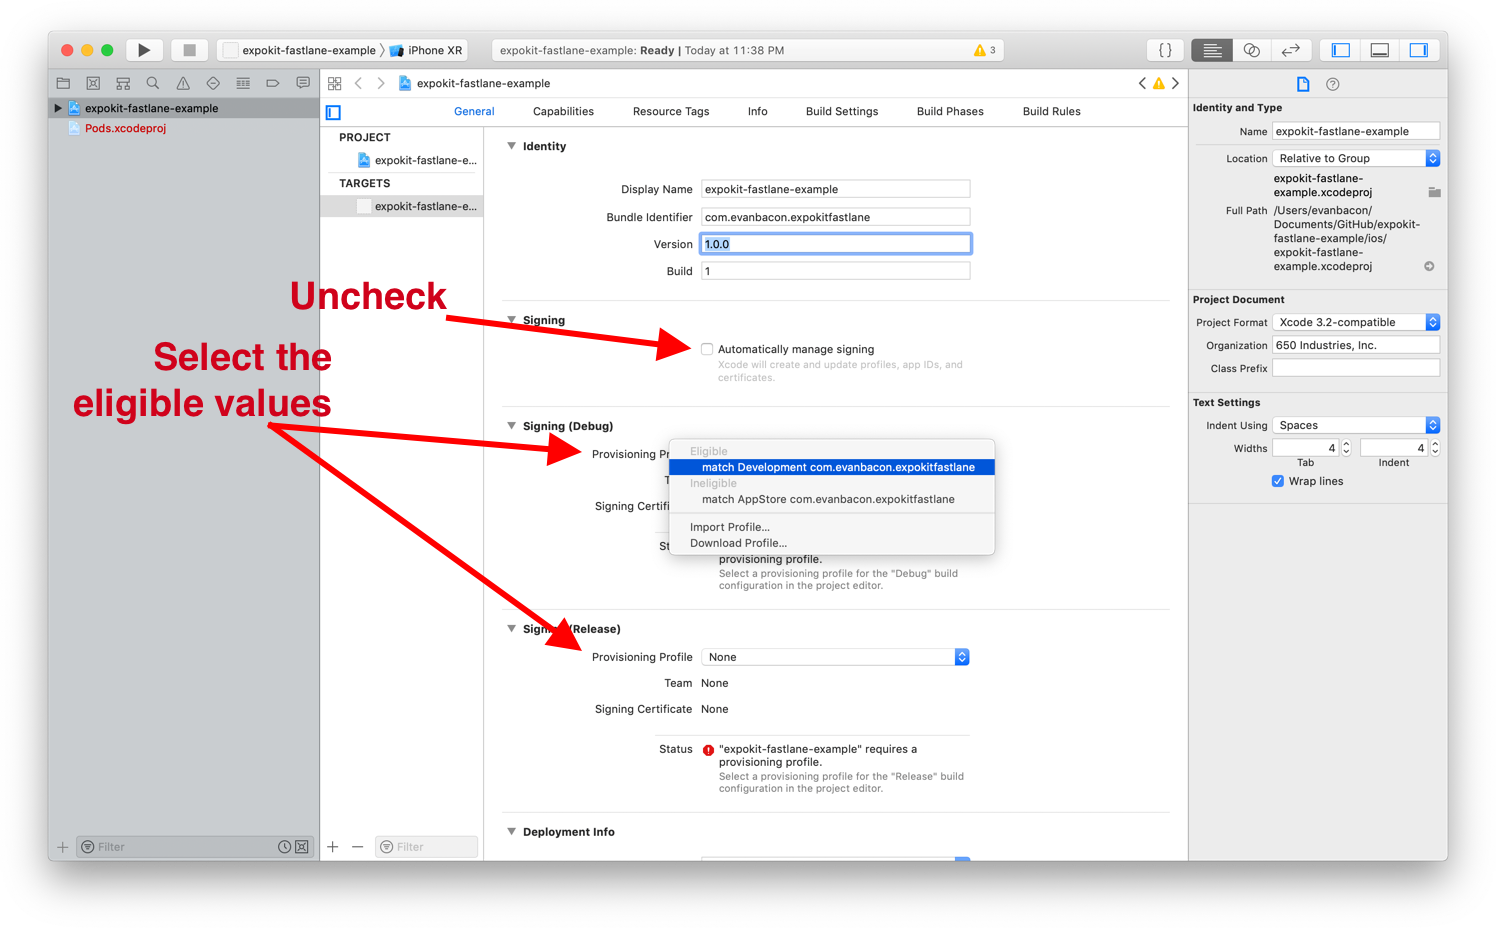 expokit-fastlane-example
iPhone XR
expokit-fastlane-example: Ready | Today at 11:38 PM
3
expokit-fastlane-example
Pods.xcodeproj
expokit-fastlane-example
General
Capabilities
Resource Tags
Info
Build Settings
Build Phases
Build Rules
PROJECT
expokit-fastlane-e...
TARGETS
expokit-fastlane-e...
Identity
Display Name expokit-fastlane-example
Bundle Identifier com.evanbacon.expokitfastlane
Version 1.0.0
Build 1
Uncheck
Select the
eligible values
Signing
Automatically manage signing
Xcode will create and update profiles, app IDs, and
certificates.
Signing (Debug)
Provisioning Pr
Eligible
match Development com.evanbacon.expokitfastlane
Ineligible
match AppStore com.evanbacon.expokitfastlane
Import Profile...
Download Profile...
Signing Certifi
provisioning profile.
Select a provisioning profile for the "Debug" build
configuration in the project editor.
(Release)
Provisioning Profile None
Team None
Signing Certificate None
Status "expokit-fastlane-example" requires a
provisioning profile.
Select a provisioning profile for the "Release" build
configuration in the project editor.
Deployment Info
Filter
Filter
Identity and Type
Name expokit-fastlane-example
Location Relative to Group
expokit-fastlane-
example.xcodeproj
Full Path /Users/evanbacon/
Documents/GitHub/expokit-
fastlane-example/ios/
expokit-fastlane-
example.xcodeproj
Project Document
Project Format Xcode 3.2-compatible
Organization 650 Industries, Inc.
Class Prefix
Text Settings
Indent Using Spaces
Widths 4 4
Tab Indent
Wrap lines